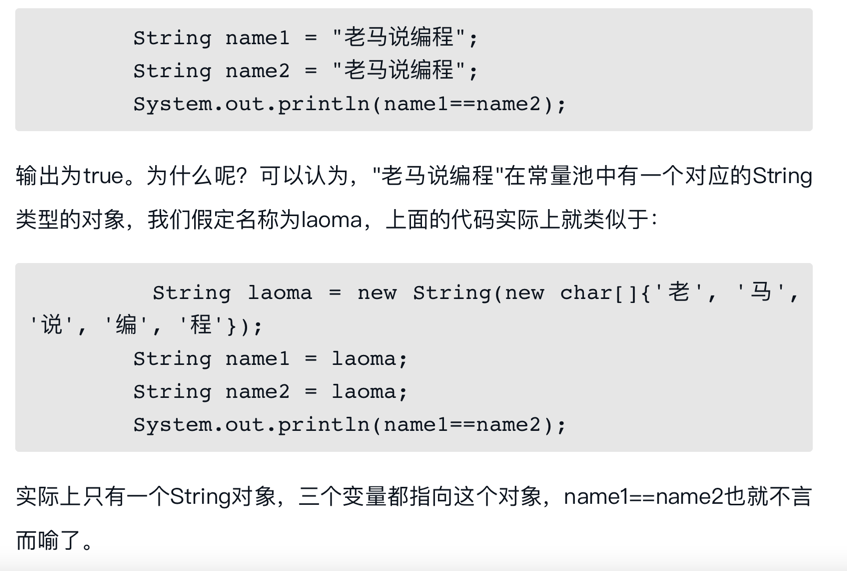 String name1 = "老马说编程";
String name2 = "老马说编程";
System.out.println(name1==name2);
输出为true。为什么呢？可以认为，"老马说编程"在常量池中有一个对应的String
类型的对象，我们假定名称为laoma，上面的代码实际上就类似于：
String laoma = new String(new char[]{'老', '马',
'说', '编', '程'});
String name1 = laoma;
String name2 = laoma;
System.out.println(name1==name2);
实际上只有一个String对象，三个变量都指向这个对象，name1==name2也就不言
而喻了。